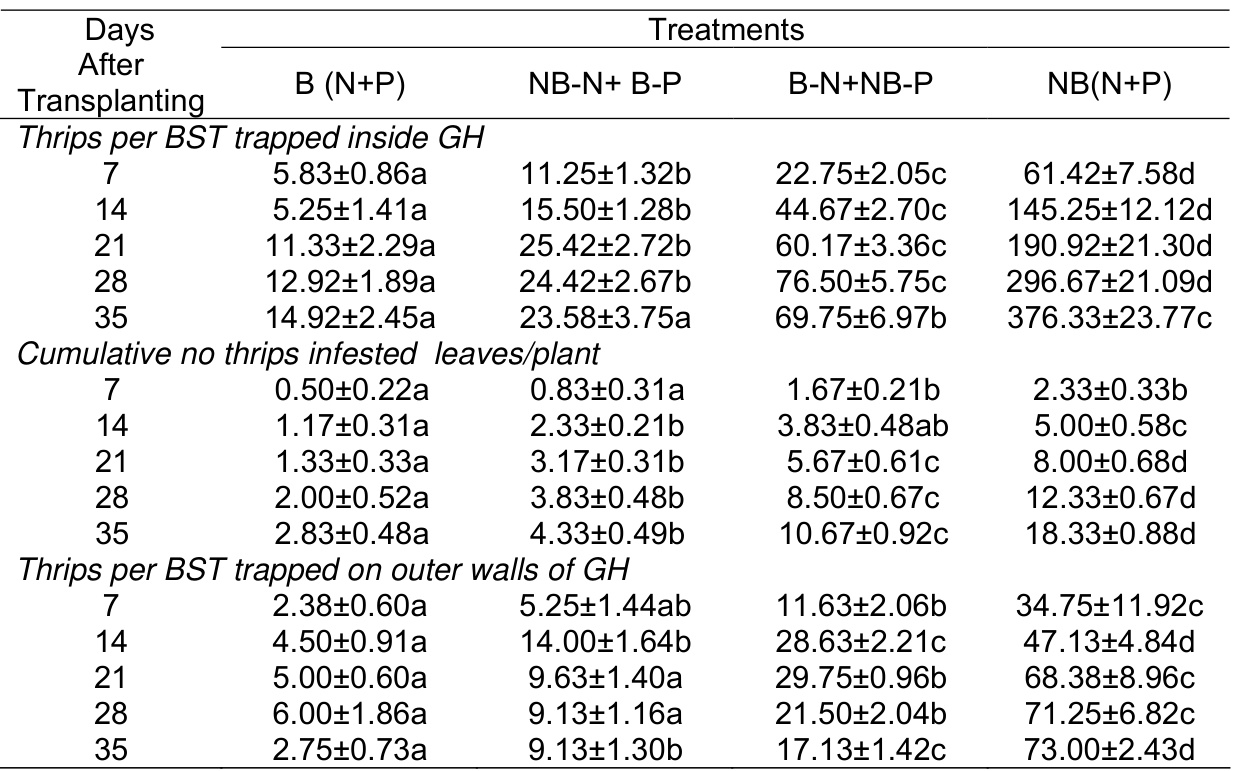 Days After Transplanting Treatments
B (N+P) NB-N+ B-P B-N+NB-P NB(N+P)
Thrips per BST trapped inside GH
7 5.83±0.86a 11.25±1.32b 22.75±2.05c 61.42±7.58d
14 5.25±1.41a 15.50±1.28b 44.67±2.70c 145.25±12.12d
21 11.33±2.29a 25.42±2.72b 60.17±3.36c 190.92±21.30d
28 12.92±1.89a 24.42±2.67b 76.50±5.75c 296.67±21.09d
35 14.92±2.45a 23.58±3.75a 69.75±6.97b 376.33±23.77c
Cumulative no thrips infested leaves/plant
7 0.50±0.22a 0.83±0.31a 1.67±0.21b 2.33±0.33b
14 1.17±0.31a 2.33±0.21b 3.83±0.48ab 5.00±0.58c
21 1.33±0.33a 3.17±0.31b 5.67±0.61c 8.00±0.68d
28 2.00±0.52a 3.83±0.48b 8.50±0.67c 12.33±0.67d
35 2.83±0.48a 4.33±0.49b 10.67±0.92c 18.33±0.88d
Thrips per BST trapped on outer walls of GH
7 2.38±0.60a 5.25±1.44ab 11.63±2.06b 34.75±11.92c
14 4.50±0.91a 14.00±1.64b 28.63±2.21c 47.13±4.84d
21 5.00±0.60a 9.63±1.40a 29.75±0.96b 68.38±8.96c
28 6.00±1.86a 9.13±1.16a 21.50±2.04b 71.25±6.82c
35 2.75±0.73a 9.13±1.30b 17.13±1.42c 73.00±2.43d